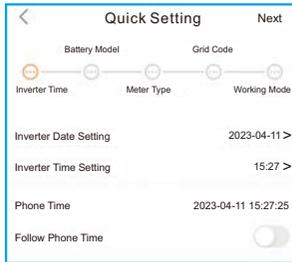 Quick Setting Next
Battery Model Grid Code
Inverter Time Meter Type Working Mode
Inverter Date Setting 2023-04-11 >
Inverter Time Setting 15:27 >
Phone Time 2023-04-11 15:27:25
Follow Phone Time